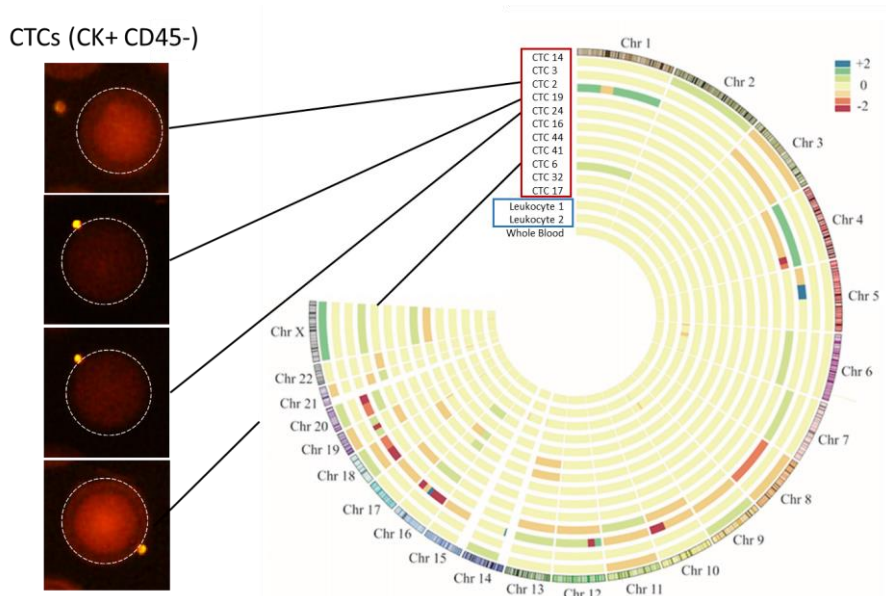 CTCs (CK+ CD45-)
CTC 14
CTC 3
CTC 2
CTC 19
CTC 24
CTC 16
CTC 44
CTC 41
CTC 6
CTC 32
CTC 17
Leukocyte 1
Leukocyte 2
Whole Blood
Chr 1
Chr 2
Chr 3
Chr 4
Chr 5
Chr 6
Chr 7
Chr 8
Chr 9
Chr 10
Chr 11
Chr 12
Chr 13
Chr 14
Chr 15
Chr 16
Chr 17
Chr 18
Chr 19
Chr 20
Chr 21
Chr 22
Chr X
+2
0
-2